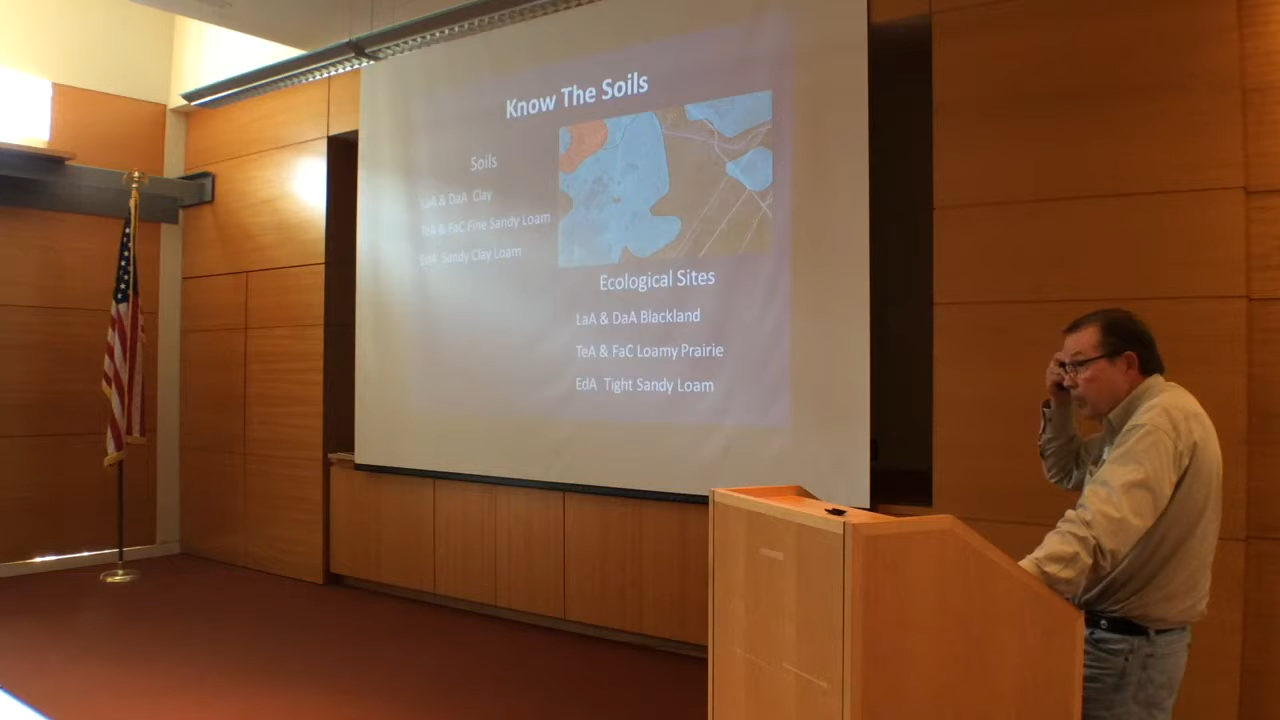 Know The Soils
Soils
LaA & DaA Clay
TeA & FaC Fine Sandy Loam
EdA Sandy Clay Loam
Ecological Sites
LaA & DaA Blackland
TeA & FaC Loamy Prairie
EdA Tight Sandy Loam